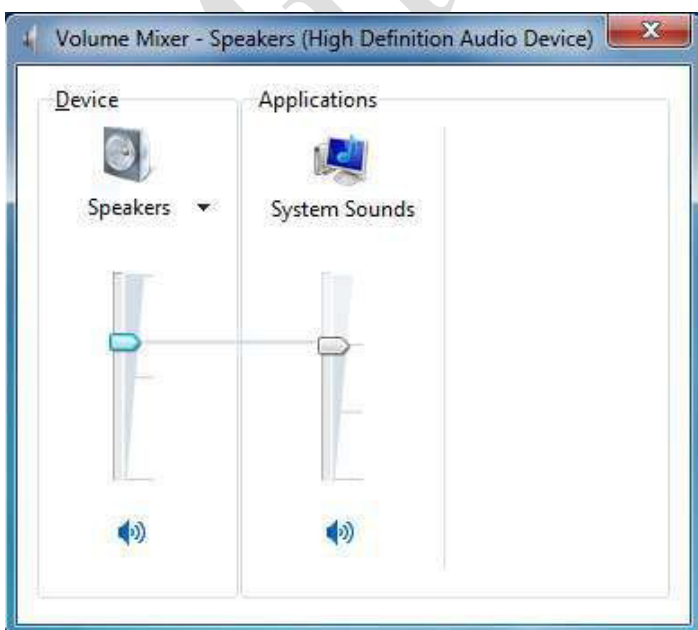 Volume Mixer - Speakers (High Definition Audio Device)
Device
Applications
Speakers
System Sounds